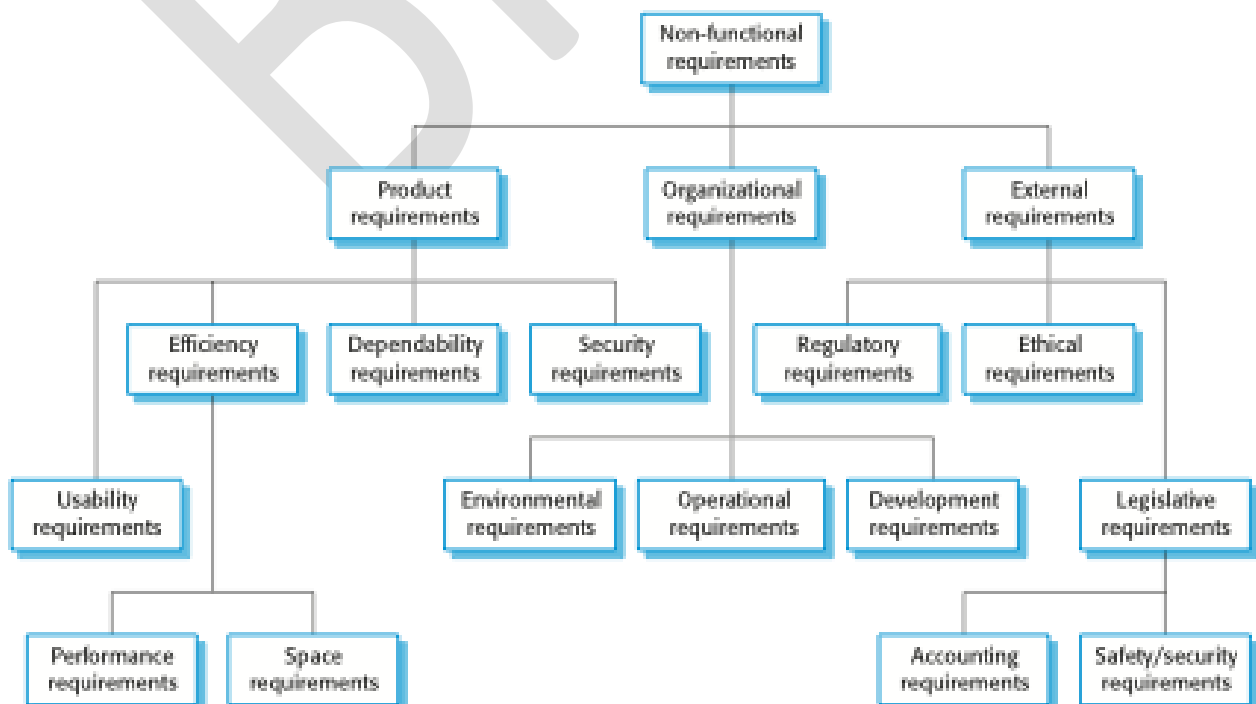 Non-functional
requirements
Product
requirements
Organizational
requirements
External
requirements
Efficiency
requirements
Dependability
requirements
Security
requirements
Regulatory
requirements
Ethical
requirements
Usability
requirements
Environmental
requirements
Operational
requirements
Development
requirements
Legislative
requirements
Performance
requirements
Space
requirements
Accounting
requirements
Safety/security
requirements